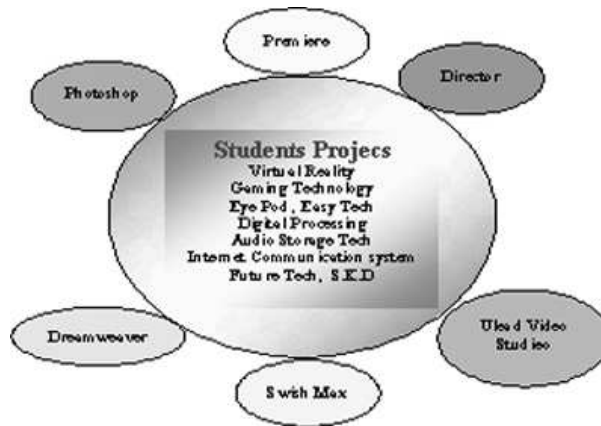 Premiere
Director
Photoshop
Students Projecs
Virtual Reality
Gaming Technology
Eye Pod , Easy Tech
Digital Processing
Audio Storage Tech
Internet Communication system
Future Tech, S.K.D
Dreamweaver
Ulead Video
Studieo
Swish Max